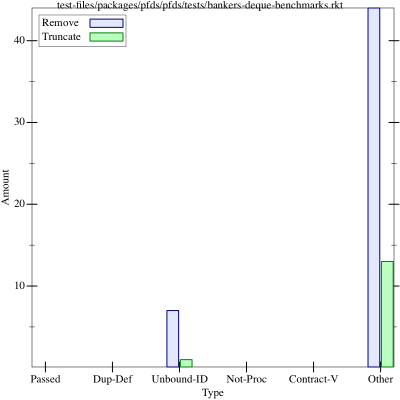 test-files/packages/pfds/pfds/tests/bankers-deque-benchmarks.rkt
Remove
Truncate
40
30
20
10
Amount
Passed Dup-Def Unbound-ID Not-Proc Contract-V Other
Type